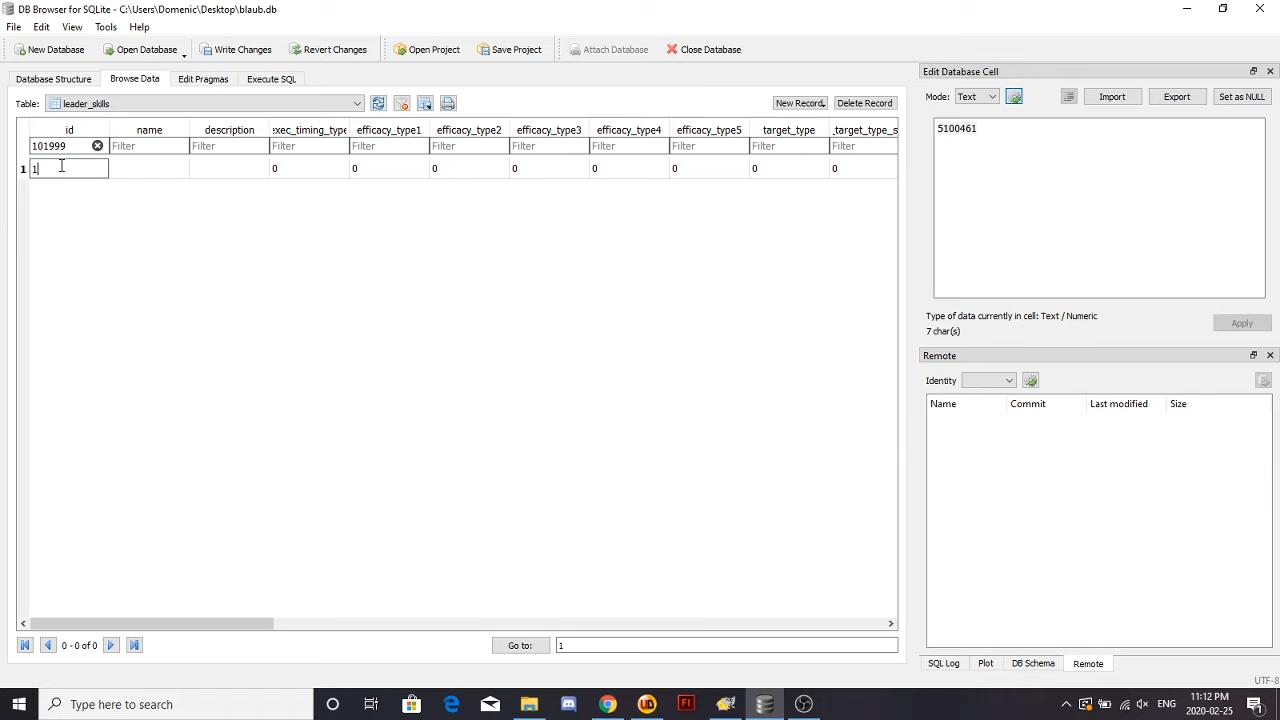 DB Browser for SQLite - C:\Users\Domenic\Desktop\blaub.db
File Edit View Tools Help
New Database Open Database Write Changes Revert Changes Open Project Save Project Attach Database Close Database
Database Structure Browse Data Edit Pragmas Execute SQL
Table: leader_skills New Record Delete Record
id name description :xec_timing_type efficacy_type1 efficacy_type2 efficacy_type3 efficacy_type4 efficacy_type5 target_type _target_type_s
101999 Filter Filter Filter Filter Filter Filter Filter Filter Filter Filter
1 1 0 0 0 0 0 0 0 0
0 - 0 of 0 Go to: 1
Edit Database Cell
Mode: Text Import Export Set as NULL
5100461
Type of data currently in cell: Text / Numeric
7 char(s)
Apply
Remote
Identity
Name Commit Last modified Size
SQL Log Plot DB Schema Remote
UTF-8
Type here to search
ENG
11:12 PM
2020-02-25